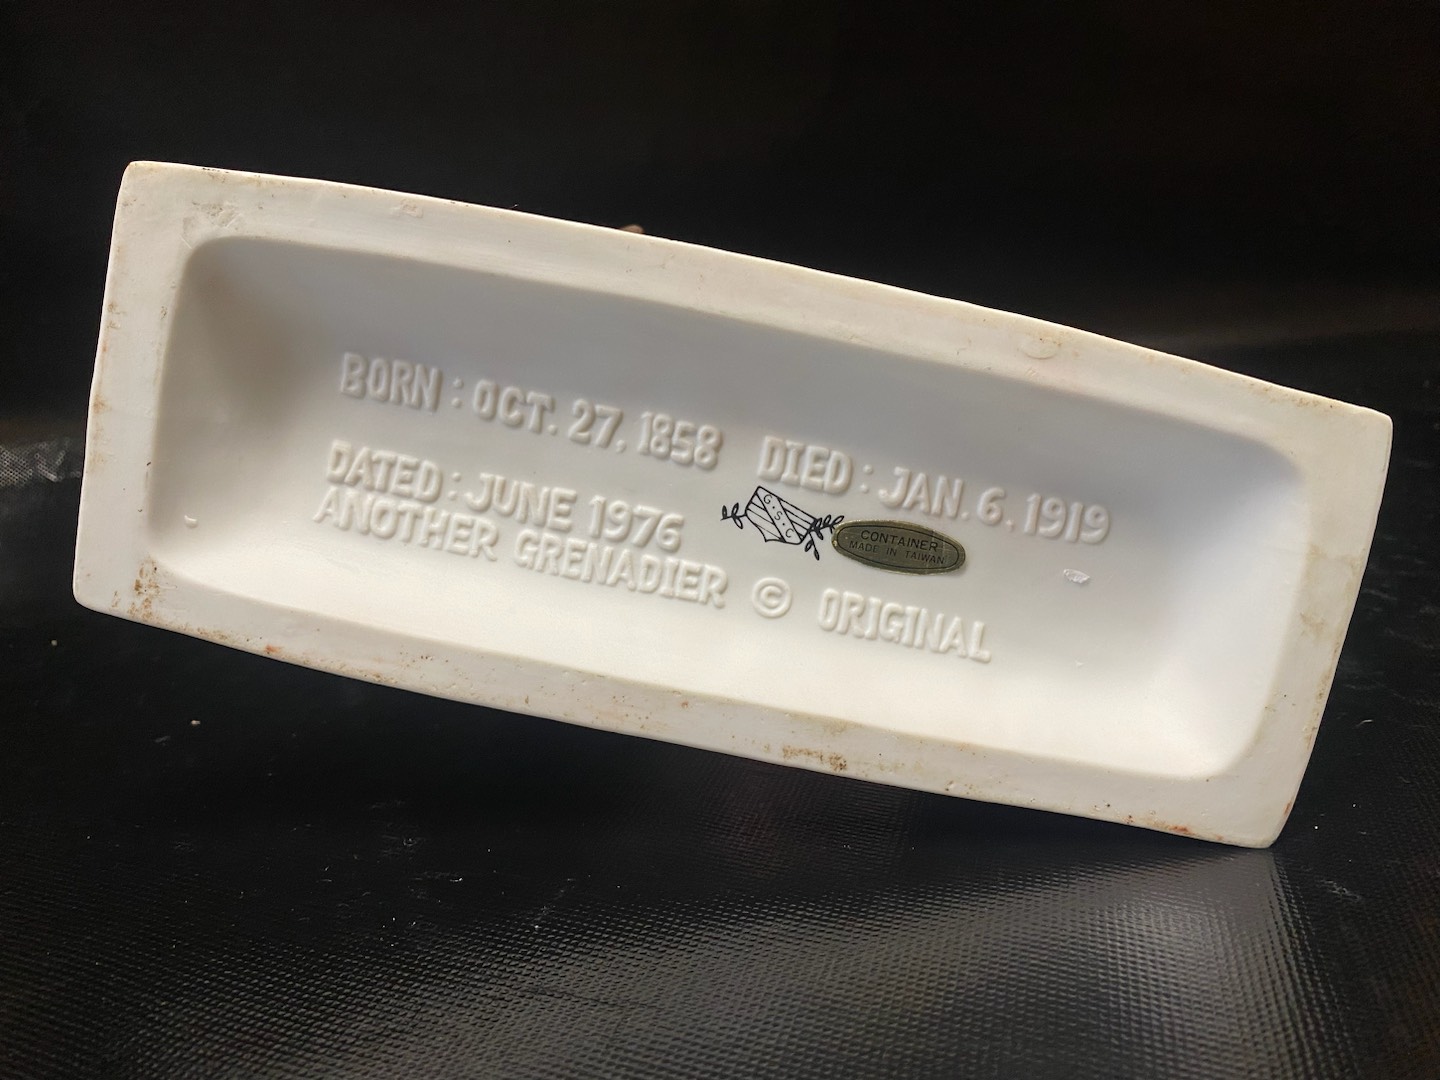 BORN : OCT. 27, 1858 DIED : JAN. 6, 1919
DATED : JUNE 1976
ANOTHER GRENADIER © ORIGINAL
G.S.C
CONTAINER
MADE IN TAIWAN